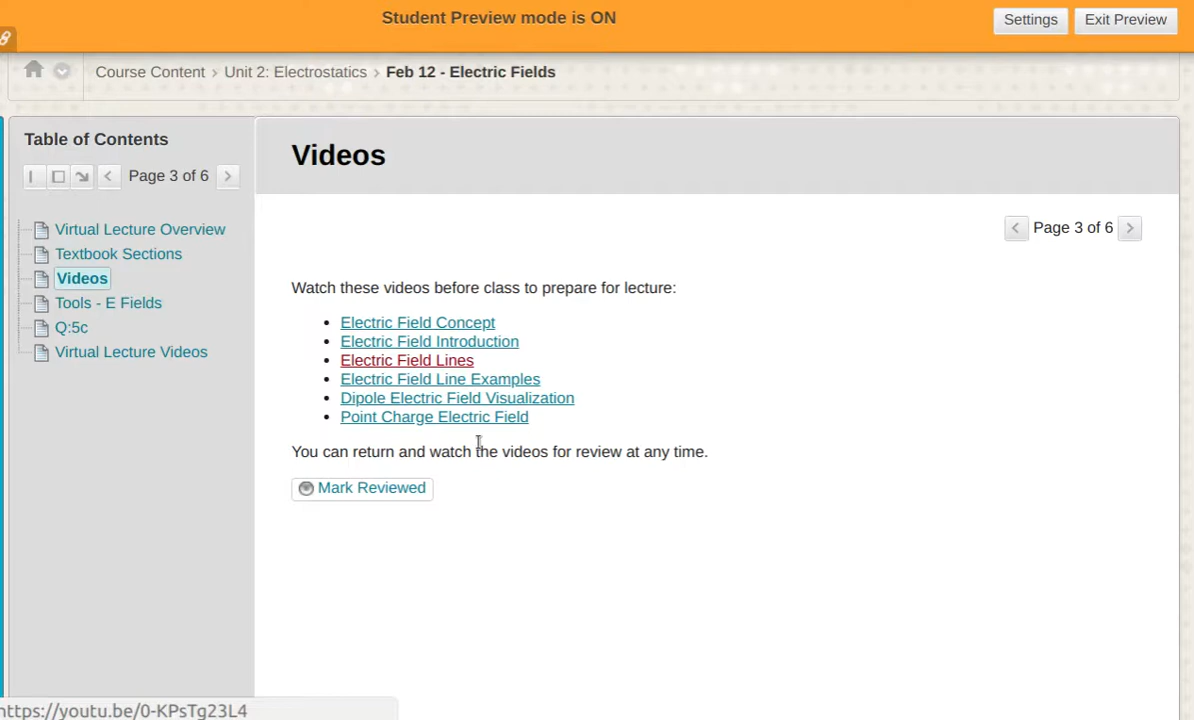 Student Preview mode is ON
Settings
Exit Preview
Course Content > Unit 2: Electrostatics > Feb 12 - Electric Fields
Table of Contents
Page 3 of 6
Virtual Lecture Overview
Textbook Sections
Videos
Tools - E Fields
Q:5c
Virtual Lecture Videos
Videos
Page 3 of 6
Watch these videos before class to prepare for lecture:
Electric Field Concept
Electric Field Introduction
Electric Field Lines
Electric Field Line Examples
Dipole Electric Field Visualization
Point Charge Electric Field
You can return and watch the videos for review at any time.
Mark Reviewed
https://youtu.be/0-KPsTg23L4